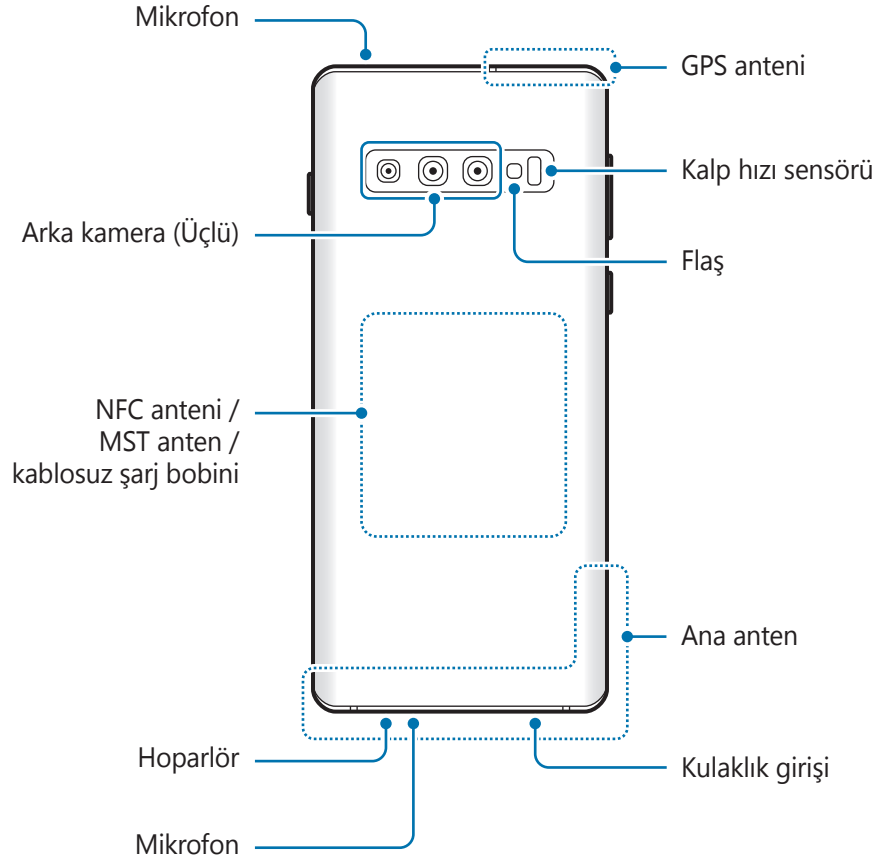 Mikrofon
GPS anteni
Kalp hızı sensörü
Arka kamera (Üçlü)
Flaş
NFC anteni /
MST anten /
kablosuz şarj bobini
Ana anten
Hoparlör
Kulaklık girişi
Mikrofon